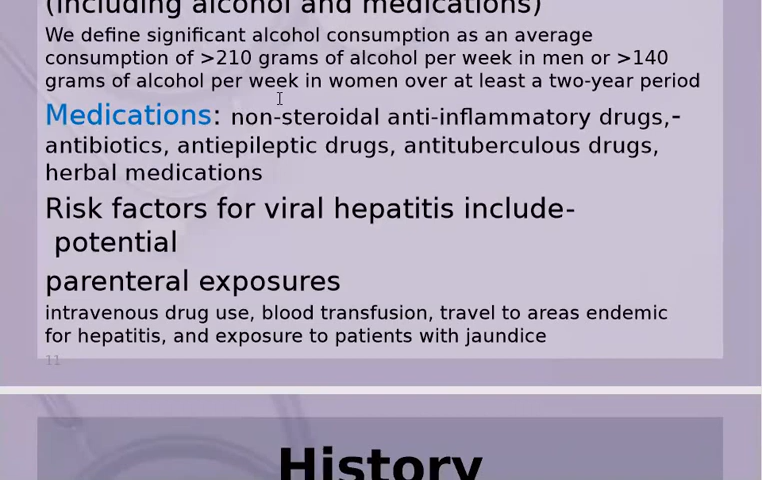 (including alcohol and medications)
We define significant alcohol consumption as an average
consumption of >210 grams of alcohol per week in men or >140
grams of alcohol per week in women over at least a two-year period
Medications: non-steroidal anti-inflammatory drugs,-
antibiotics, antiepileptic drugs, antituberculous drugs,
herbal medications
Risk factors for viral hepatitis include-
potential
parenteral exposures
intravenous drug use, blood transfusion, travel to areas endemic
for hepatitis, and exposure to patients with jaundice
11
History